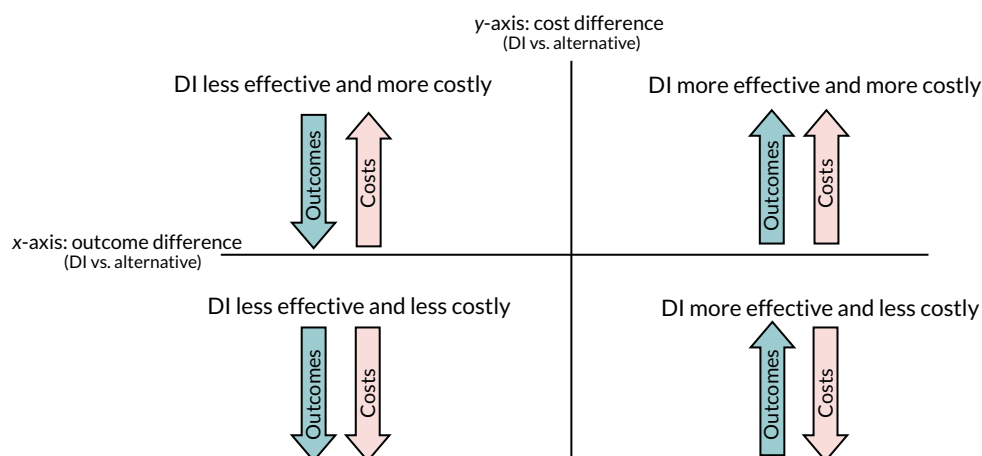 y-axis: cost difference
(DI vs. alternative)
DI less effective and more costly
DI more effective and more costly
Outcomes
Costs
Outcomes
Costs
x-axis: outcome difference
(DI vs. alternative)
DI less effective and less costly
DI more effective and less costly
Outcomes
Costs
Outcomes
Costs